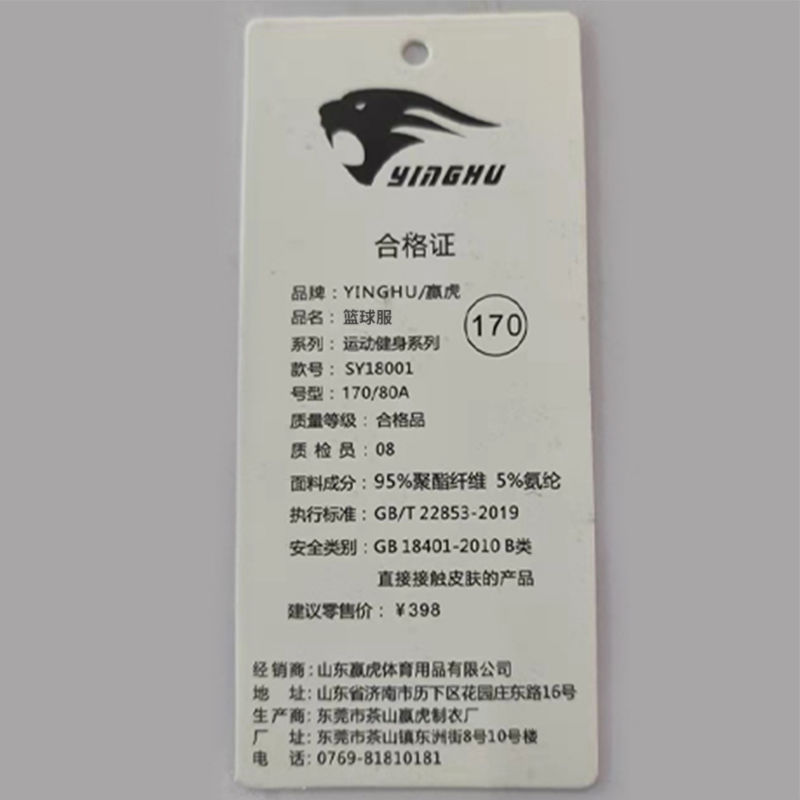 YINGHU
合格证
品牌：YINGHU/赢虎
品名：篮球服
170
系列：运动健身系列
款号：SY18001
号型：170/80A
质量等级：合格品
质 检 员：08
面料成分：95%聚酯纤维 5%氨纶
执行标准：GB/T 22853-2019
安全类别：GB 18401-2010 B类
直接接触皮肤的产品
建议零售价：￥398
经 销 商：山东赢虎体育用品有限公司
地　　址：山东省济南市历下区花园庄东路16号
生 产 商：东莞市茶山赢虎制衣厂
厂　　址：东莞市茶山镇东洲街8号10号楼
电　　话：0769-81810181